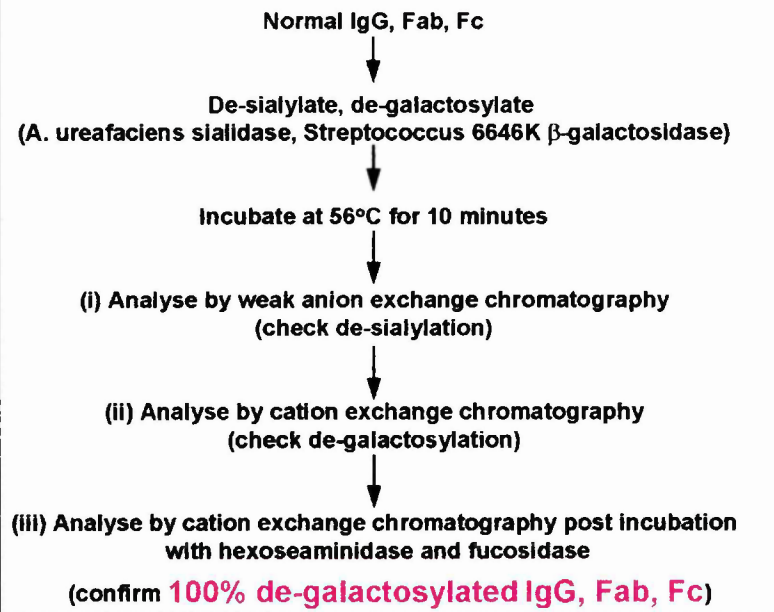 Normal IgG, Fab, Fc
De-sialylate, de-galactosylate
(A. ureafaciens sialidase, Streptococcus 6646K β-galactosidase)
Incubate at 56°C for 10 minutes
(i) Analyse by weak anion exchange chromatography
(check de-sialylation)
(ii) Analyse by cation exchange chromatography
(check de-galactosylation)
(iii) Analyse by cation exchange chromatography post incubation
with hexoseaminidase and fucosidase
(confirm 100% de-galactosylated IgG, Fab, Fc)